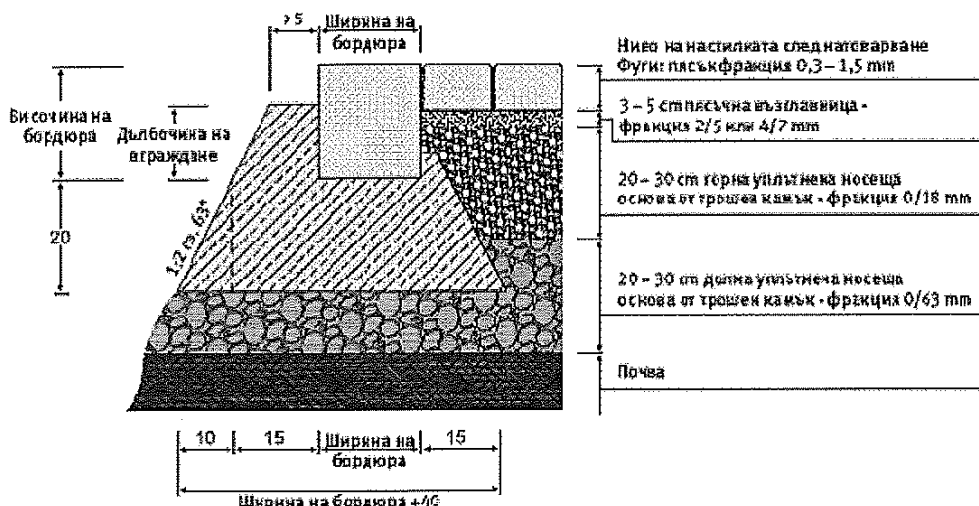 >5
Ширина на
бордюра
Височина на
бордюра
Дълбочина на
вграждане
20
1:2
10
15
Ширина на
бордюра
15
Ширина на бордюра +40
Ниво на настилката след натсварване
Фуги: пясък фракция 0,3 – 1,5 mm
3 – 5 cm пясъчна възглавница -
фракция 2/5 или 4/7 mm
20 – 30 cm горна уплътнена носеща
основа от трошен камък - фракция 0/18 mm
20 – 30 cm долна уплътнена носеща
основа от трошен камък - фракция 0/63 mm
Почва